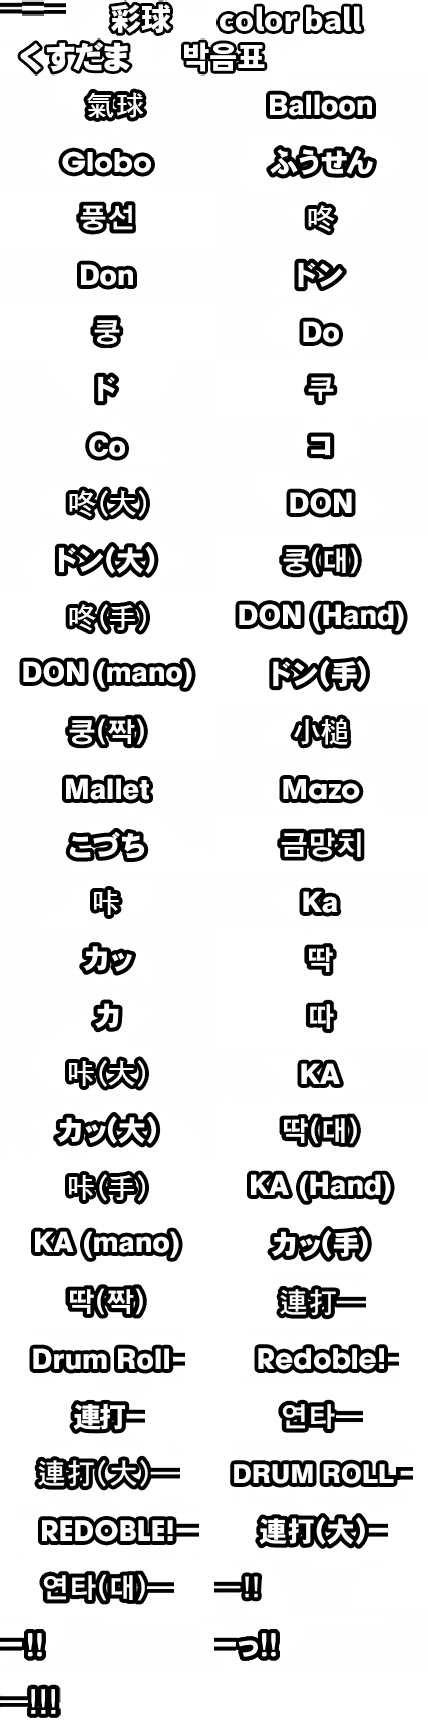 彩球 color ball
くすだま 박음표
氣球 Balloon
Globo ふうせん
풍선 咚
Don ドン
쿵 Do
ド 쿠
Co コ
咚(大) DON
ドン(大) 쿵(대)
咚(手) DON (Hand)
DON (mano) ドン(手)
쿵(짝) 小槌
Mallet Mazo
こづち 금망치
咔 Ka
カッ 딱
カ 따
咔(大) KA
カッ(大) 딱(대)
咔(手) KA (Hand)
KA (mano) カッ(手)
딱(짝) 連打ー
Drum Roll- Redoble!-
連打ー 연타ー
連打(大)ー DRUM ROLL-
REDOBLE!ー 連打(大)ー
연타(대)ー ー!!
ー!! ーっ!!
ー!!!